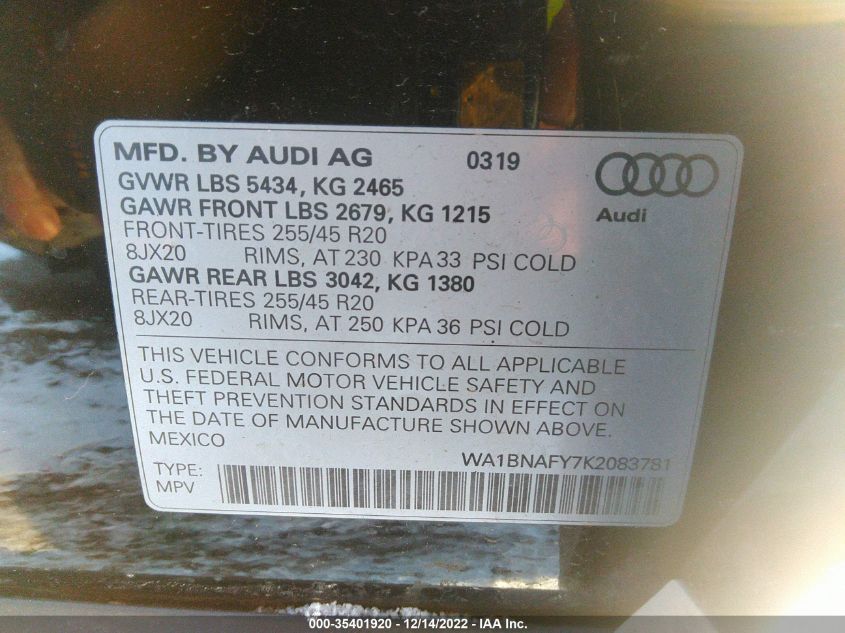 MFD. BY AUDI AG 0319
GVWR LBS 5434, KG 2465
GAWR FRONT LBS 2679, KG 1215
Audi
FRONT-TIRES 255/45 R20
8JX20 RIMS, AT 230 KPA 33 PSI COLD
GAWR REAR LBS 3042, KG 1380
REAR-TIRES 255/45 R20
8JX20 RIMS, AT 250 KPA 36 PSI COLD
THIS VEHICLE CONFORMS TO ALL APPLICABLE
U.S. FEDERAL MOTOR VEHICLE SAFETY AND
THEFT PREVENTION STANDARDS IN EFFECT ON
THE DATE OF MANUFACTURE SHOWN ABOVE.
MEXICO
WA1BNAFY7K2083781
TYPE:
MPV
000-35401920 - 12/14/2022 - IAA Inc.